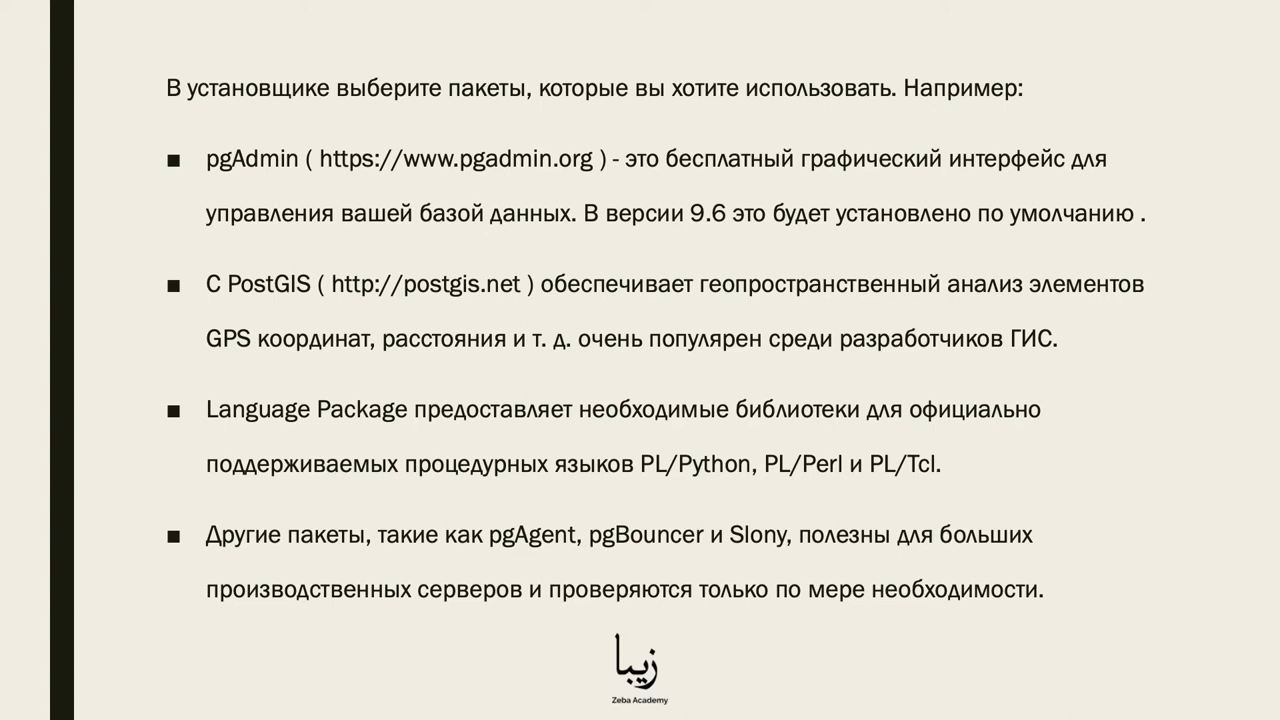 В установщике выберите пакеты, которые вы хотите использовать. Например:
■ pgAdmin ( https://www.pgadmin.org ) - это бесплатный графический интерфейс для
управления вашей базой данных. В версии 9.6 это будет установлено по умолчанию .
■ С PostGIS ( http://postgis.net ) обеспечивает геопространственный анализ элементов
GPS координат, расстояния и т. д. очень популярен среди разработчиков ГИС.
■ Language Package предоставляет необходимые библиотеки для официально
поддерживаемых процедурных языков PL/Python, PL/Perl и PL/Tcl.
■ Другие пакеты, такие как pgAgent, pgBouncer и Slony, полезны для больших
производственных серверов и проверяются только по мере необходимости.
زیبا
Zeba Academy